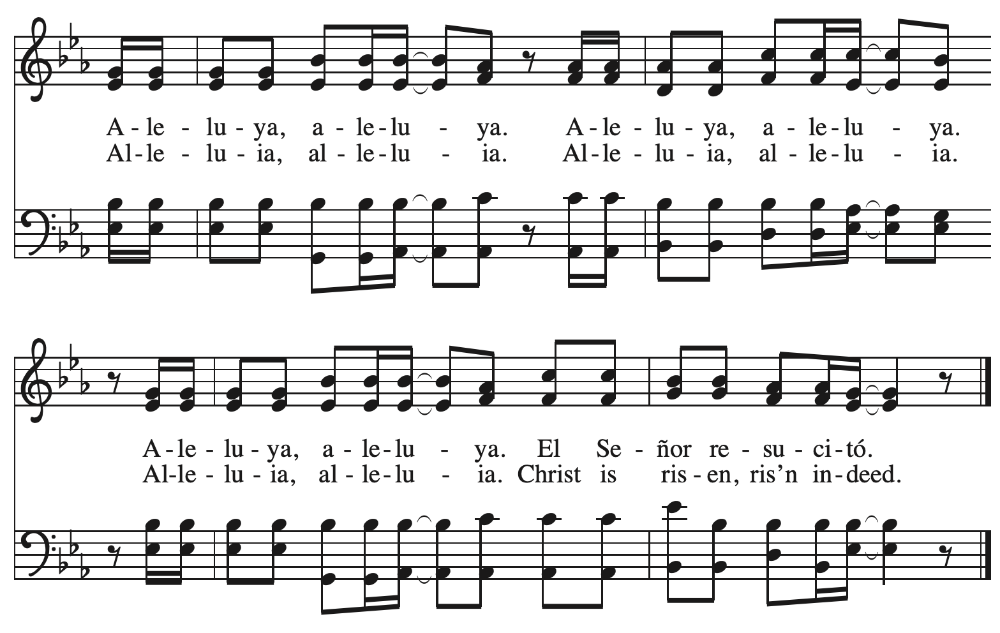 A - le - lu - ya, a - le - lu - ya. A - le - lu - ya, a - le - lu - ya.
Al - le - lu - ia, al - le - lu - ia. Al - le - lu - ia, al - le - lu - ia.
A - le - lu - ya, a - le - lu - ya. El Se - ñor re - su - ci - tó.
Al - le - lu - ia, al - le - lu - ia. Christ is ris - en, ris’n in - deed.